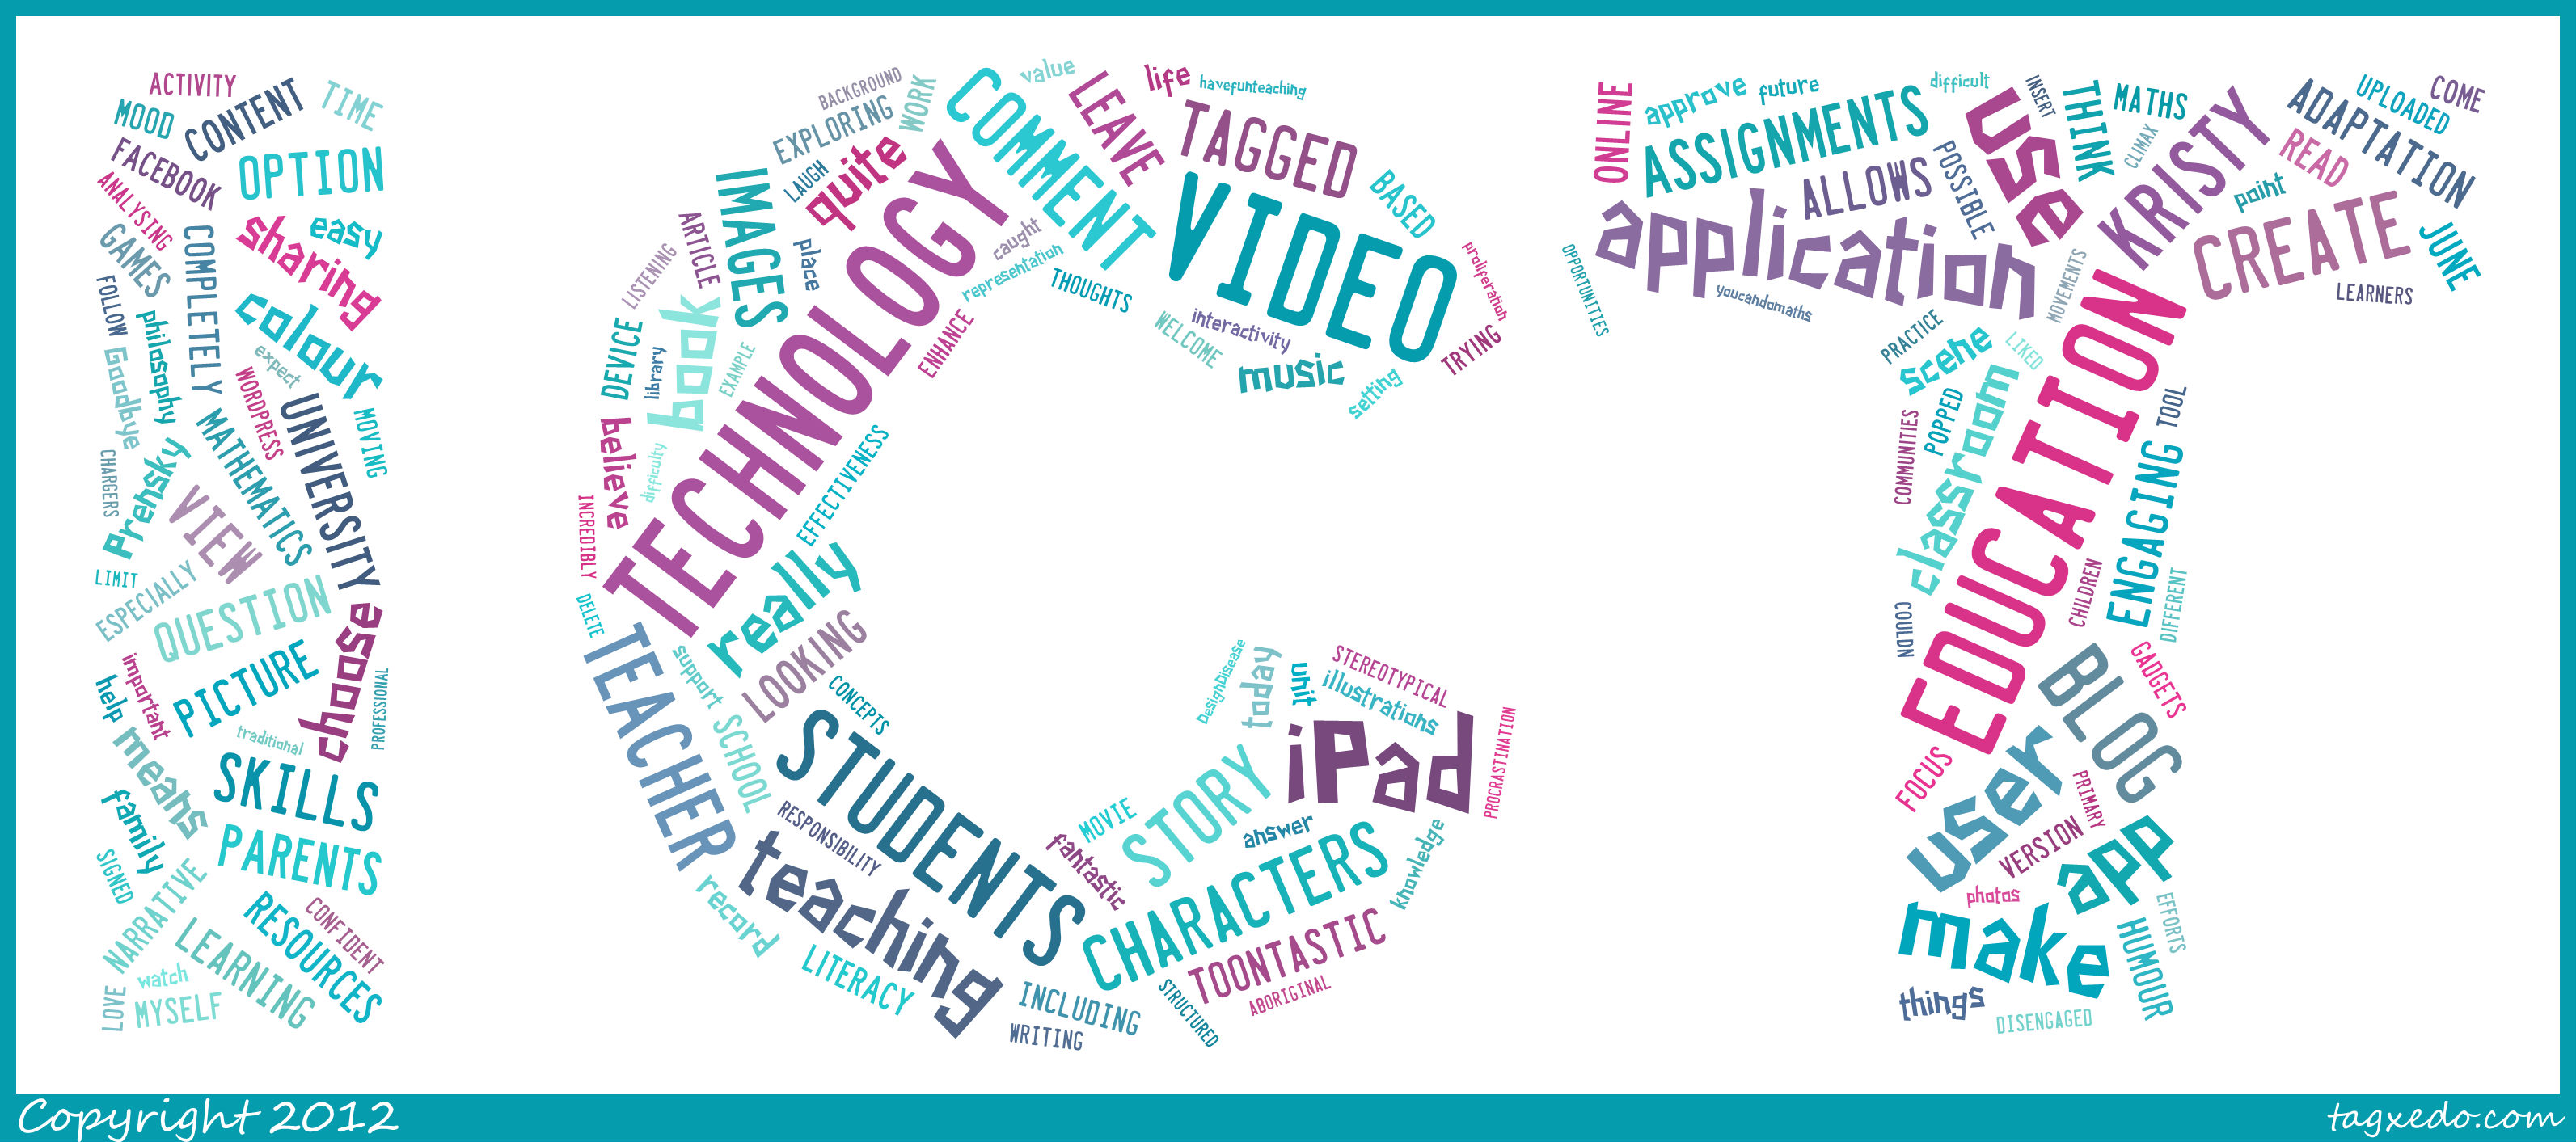 ACTIVITY
MOOD
CONTENT
TIME
FACEBOOK
OPTION
ANALYSING
GAMES
COMPLETELY
sharing
easy
FOLLOW
philosophy
colour
Goodbye
expect
WORDPRESS
UNIVERSITY
MOVING
MATHEMATICS
CHARGERS
Prensky
VIEW
LIMIT
ESPECIALLY
QUESTION
choose
important
help
PICTURE
PROFESSIONAL
traditional
means
SKILLS
family
PARENTS
SIGNED
NARRATIVE
RESOURCES
CONFIDENT
LEARNING
watch
LOVE
MYSELF
BACKGROUND
WORK
EXPLORING
LAUGH
quite
COMMENT
value
LEAVE
life
havefunteaching
TAGGED
BASED
VIDEO
IMAGES
ARTICLE
place
LISTENING
TECHNOLOGY
caught
representation
THOUGHTS
proliferation
DEVICE
library
book
EXAMPLE
ENHANCE
WELCOME
interactivity
music
setting
TRYING
believe
difficulty
EFFECTIVENESS
INCREDIBLY
DELETE
really
TEACHER
support
LOOKING
SCHOOL
CONCEPTS
STUDENTS
RESPONSIBILITY
teaching
record
LITERACY
INCLUDING
WRITING
DesignDisease
today
unit
STEREOTYPICAL
illustrations
iPad
PROCRASTINATION
STORY
MOVIE
fantastic
answer
CHARACTERS
knowledge
TOONTASTIC
ABORIGINAL
STRUCTURED
ONLINE
approve
future
difficult
INSERT
ASSIGNMENTS
use
THINK
MATHS
CLIMAX
KRISTY
ADAPTATION
UPLOADED
COME
READ
point
CREATE
JUNE
LEARNERS
ALLOWS
POSSIBLE
application
OPPORTUNITIES
youcandomaths
MOVEMENTS
PRACTICE
scene
LIKED
EDUCATION
COMMUNITIES
POPPED
classroom
TOOL
ENGAGING
CHILDREN
DIFFERENT
COULDN
BLOG
GADGETS
FOCUS
user
PRIMARY
VERSION
app
photos
make
EFFORTS
HUMOUR
things
DISENGAGED
Copyright 2012
tagxedo.com